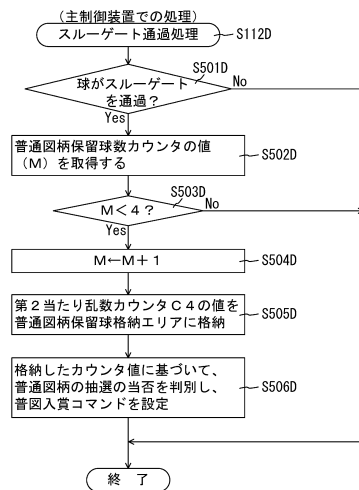 （主制御装置での処理）
スルーゲート通過処理
S112D
S501D
球がスルーゲート
を通過？
No
Yes
普通図柄保留球数カウンタの値
（M）を取得する
S502D
S503D
M＜4？
No
Yes
M←M＋1
S504D
第2当たり乱数カウンタC4の値を
普通図柄保留球格納エリアに格納
S505D
格納したカウンタ値に基づいて、
普通図柄の抽選の当否を判別し、
普図入賞コマンドを設定
S506D
終 了